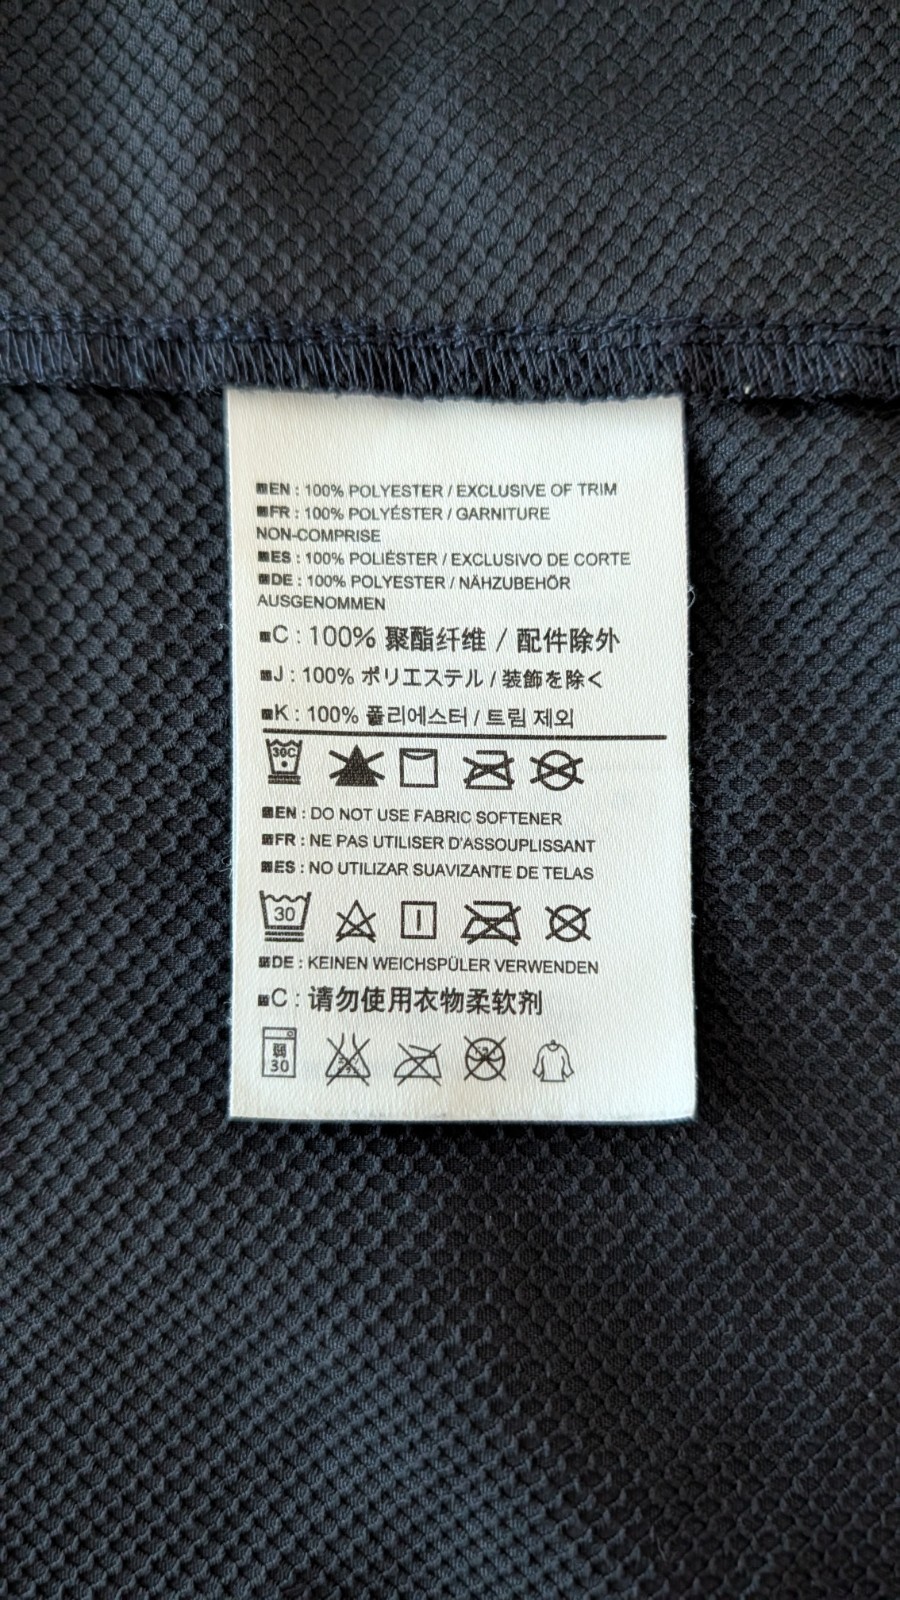 EN : 100% POLYESTER / EXCLUSIVE OF TRIM
FR : 100% POLYÉSTER / GARNITURE
NON-COMPRISE
ES : 100% POLIÉSTER / EXCLUSIVO DE CORTE
DE : 100% POLYESTER / NÄHZUBEHÖR
AUSGENOMMEN
C : 100% 聚酯纤维 / 配件除外
J : 100% ポリエステル / 装飾を除く
K : 100% 폴리에스터 / 트림 제외
30C
EN : DO NOT USE FABRIC SOFTENER
FR : NE PAS UTILISER D'ASSOUPLISSANT
ES : NO UTILIZAR SUAVIZANTE DE TELAS
30
DE : KEINEN WEICHSPÜLER VERWENDEN
C : 请勿使用衣物柔软剂
弱
30